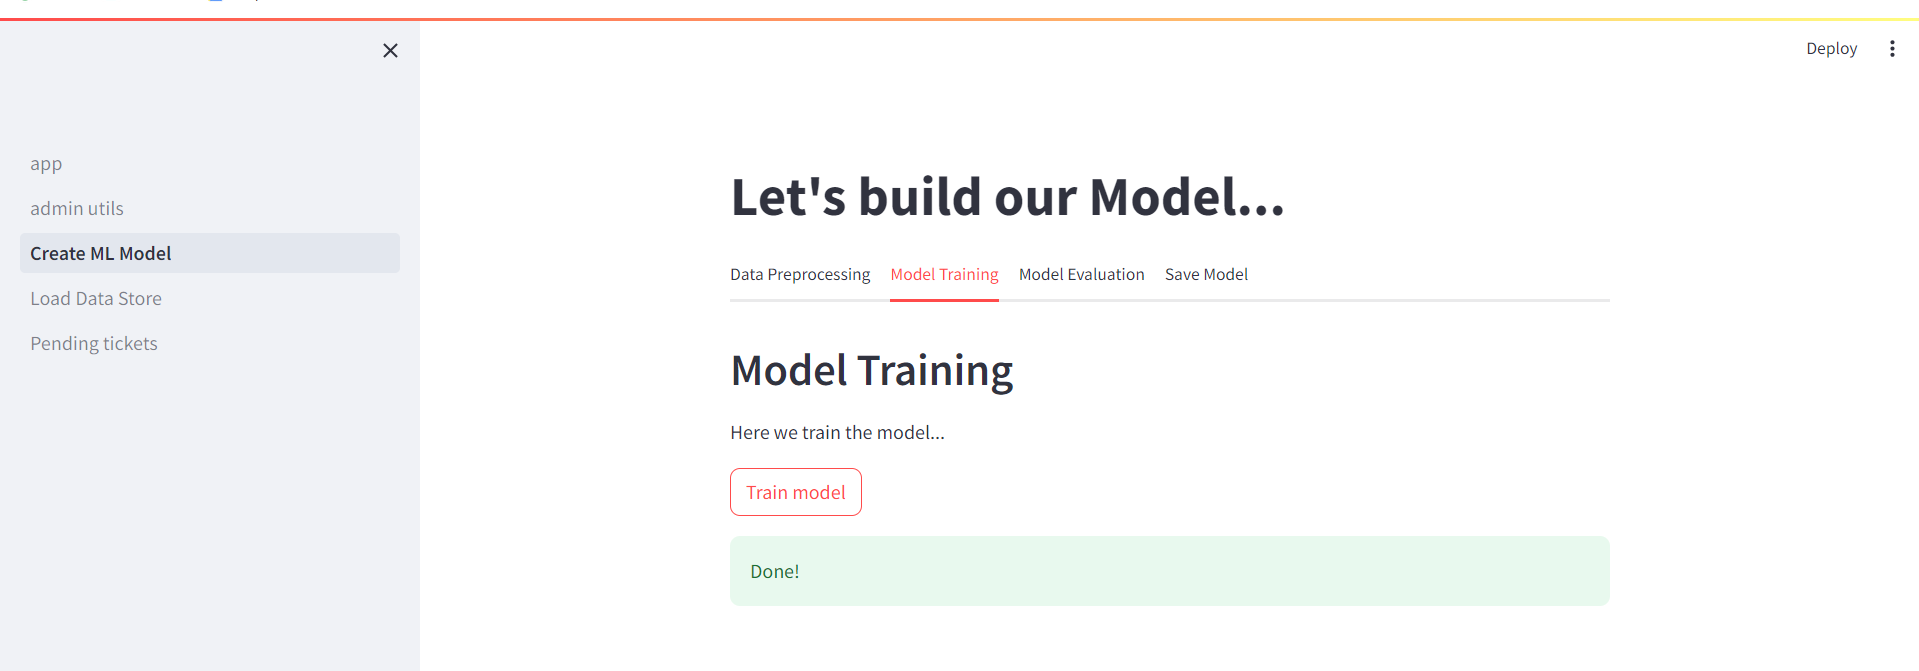 Deploy
app
admin utils
Create ML Model
Load Data Store
Pending tickets
Let's build our Model...
Data Preprocessing Model Training Model Evaluation Save Model
Model Training
Here we train the model...
Train model
Done!